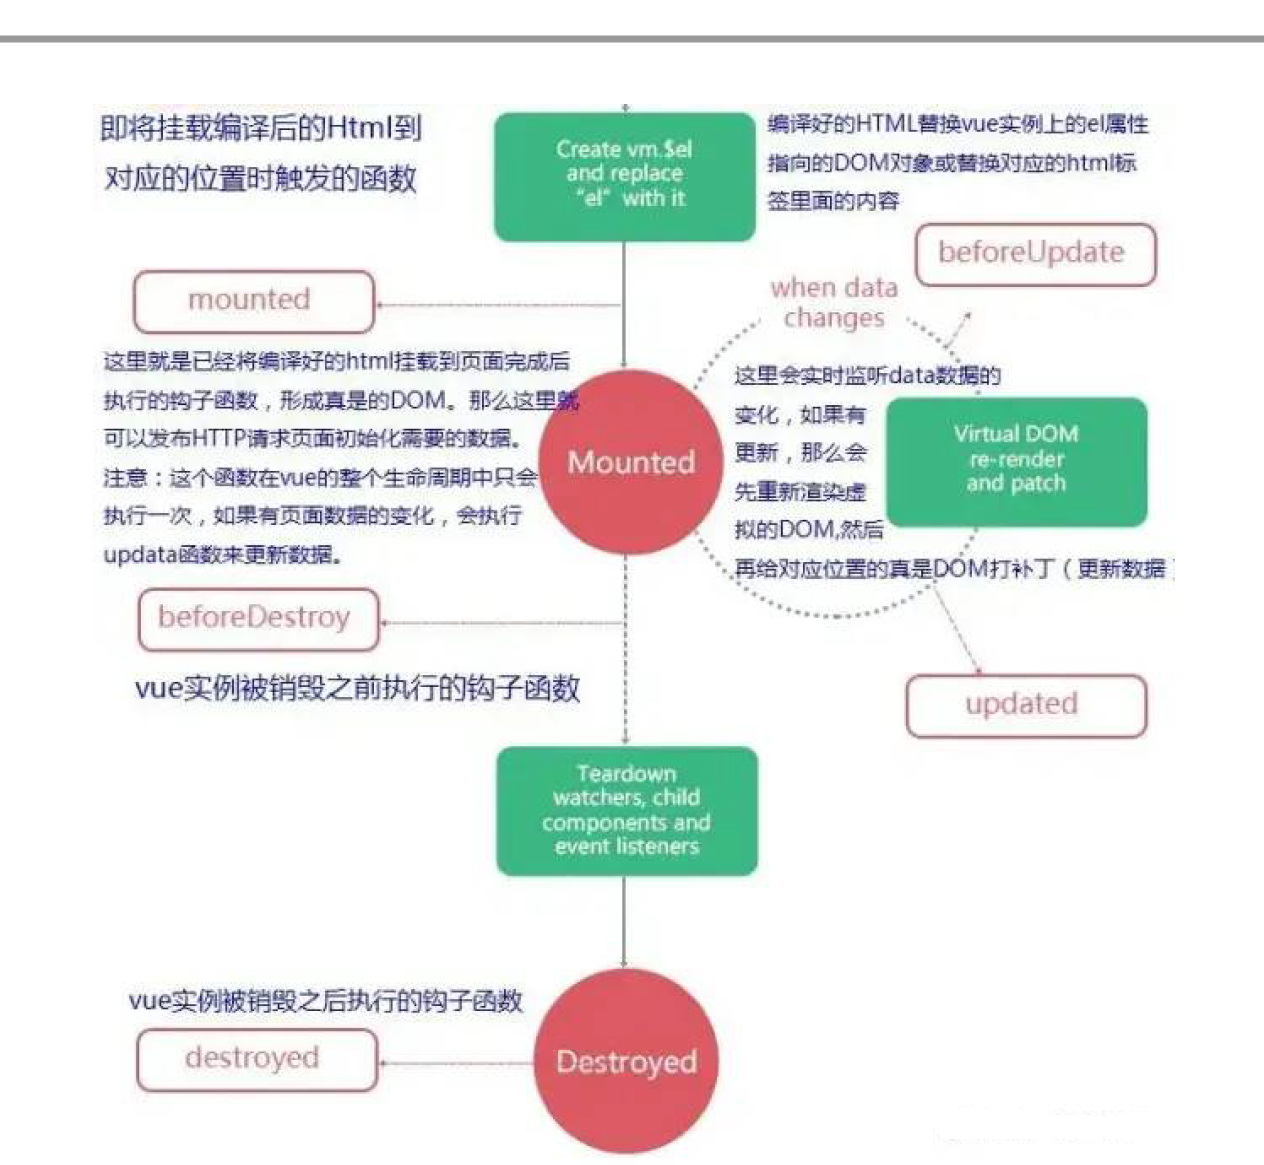 即将挂载编译后的Html到
对应的位置时触发的函数
Create vm.$el
and replace
“el” with it
编译好的HTML替换vue实例上的el属性
指向的DOM对象或替换对应的html标
签里面的内容
beforeUpdate
mounted
when data
changes
这里就是已经将编译好的html挂载到页面完成后
执行的钩子函数，形成真是的DOM。那么这里就
可以发布HTTP请求页面初始化需要的数据。
注意：这个函数在vue的整个生命周期中只会
执行一次，如果有页面数据的变化，会执行
updata函数来更新数据。
Mounted
这里会实时监听data数据的
变化，如果有
更新，那么会
先重新渲染虚
拟的DOM,然后
再给对应位置的真是DOM打补丁（更新数据）
Virtual DOM
re-render
and patch
beforeDestroy
vue实例被销毁之前执行的钩子函数
updated
Teardown
watchers, child
components and
event listeners
vue实例被销毁之后执行的钩子函数
destroyed
Destroyed